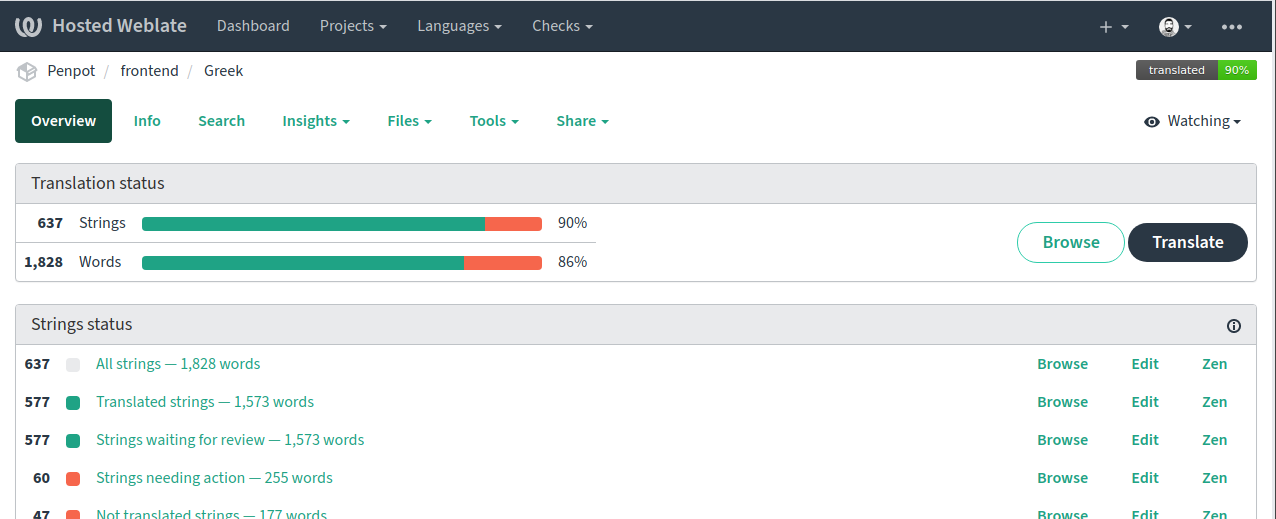 Hosted Weblate Dashboard Projects Languages Checks
Penpot / frontend / Greek translated 90%
Overview Info Search Insights Files Tools Share Watching
Translation status
637 Strings 90%
Browse Translate
1,828 Words 86%
Strings status
637 All strings — 1,828 words Browse Edit Zen
577 Translated strings — 1,573 words Browse Edit Zen
577 Strings waiting for review — 1,573 words Browse Edit Zen
60 Strings needing action — 255 words Browse Edit Zen
47 Not translated strings — 177 words Browse Edit Zen